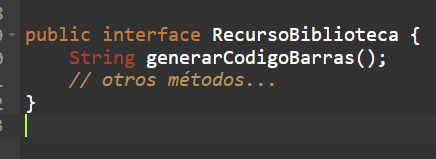 public interface RecursoBiblioteca {
String generarCodigoBarras();
// otros métodos...
}